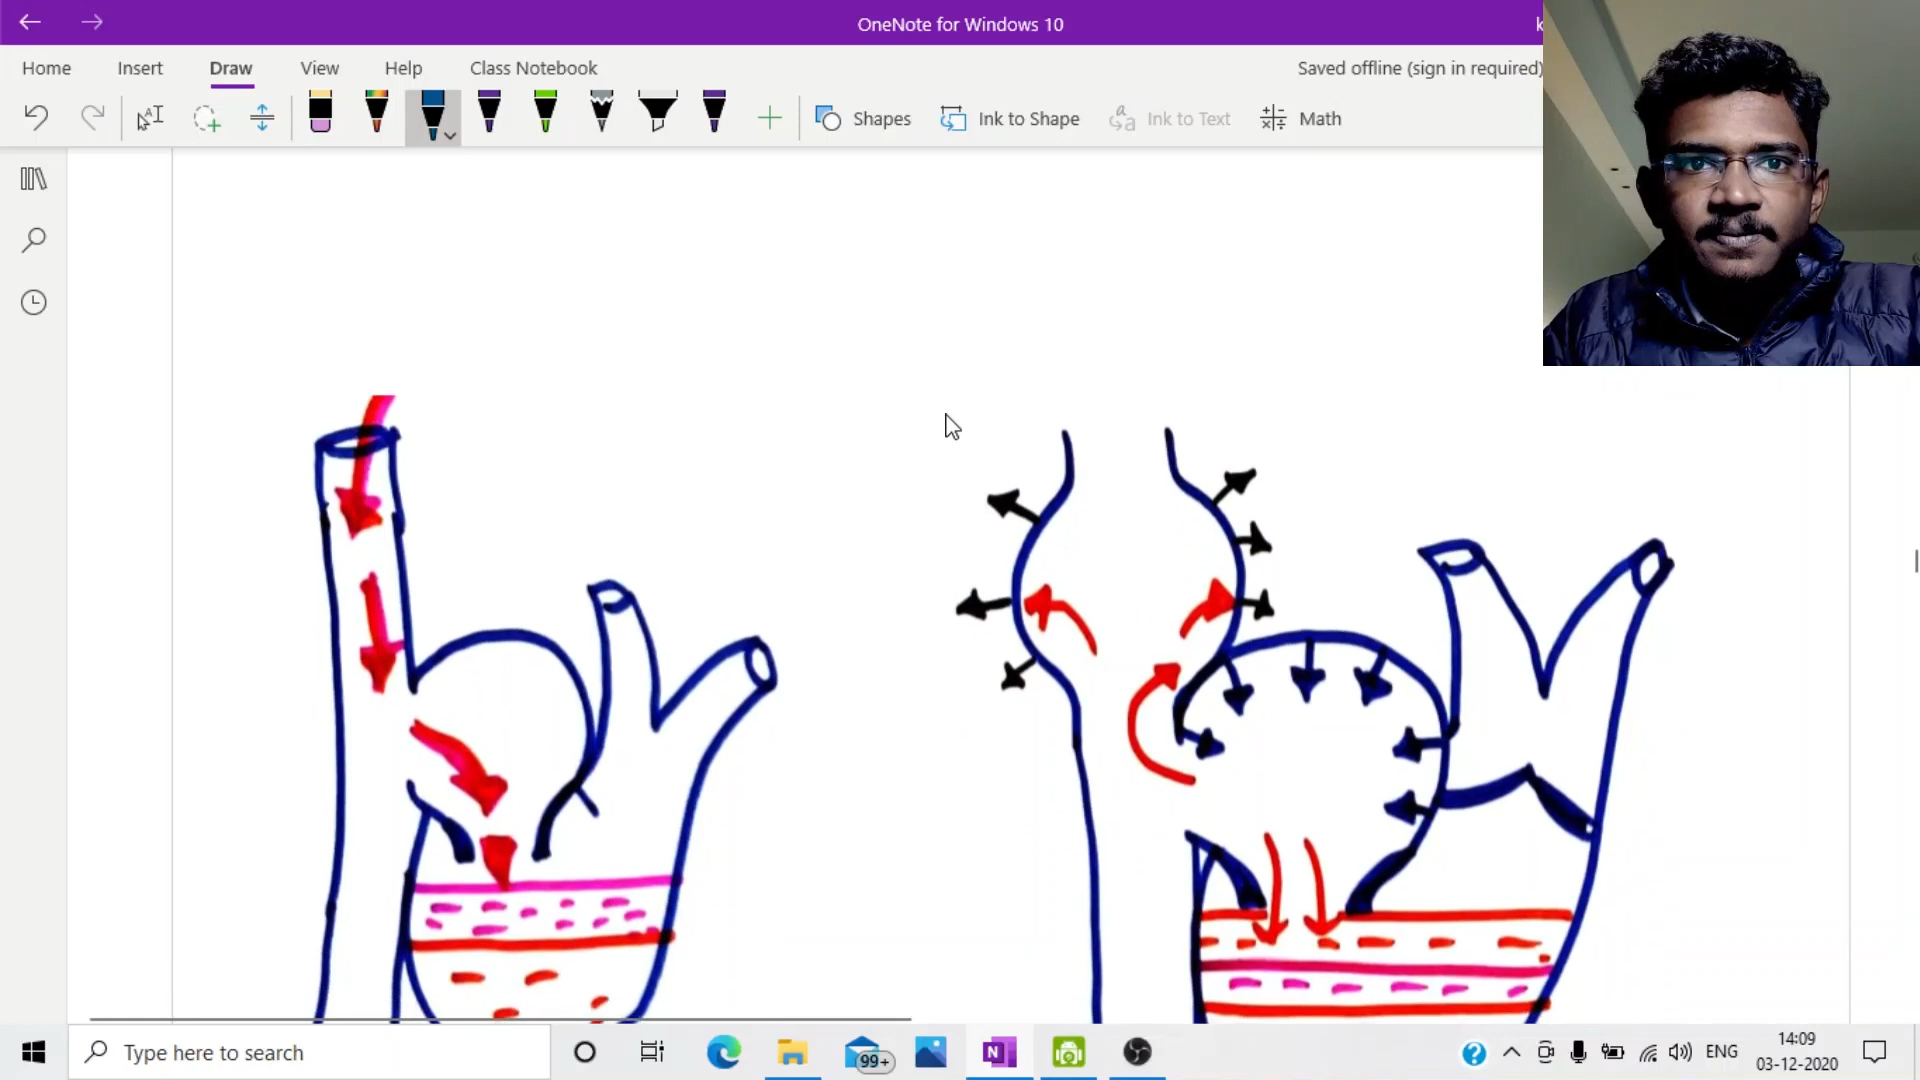 OneNote for Windows 10
Home Insert Draw View Help Class Notebook Saved offline (sign in required)
Shapes Ink to Shape Ink to Text Math
Type here to search 99+ ENG 14:09
03-12-2020